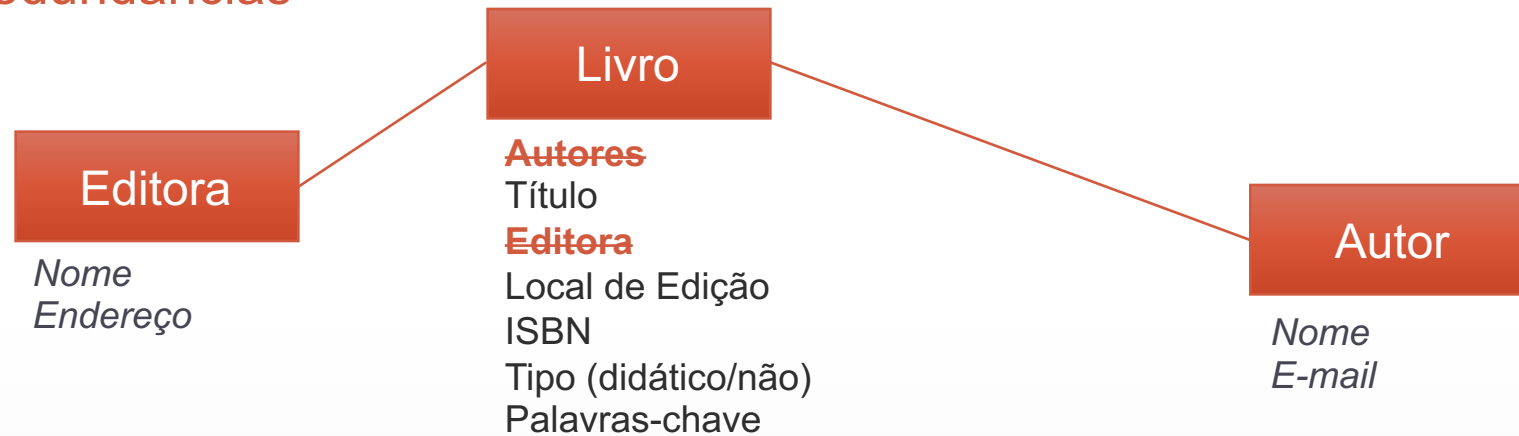 Livro
Autores
Título
Editora
Local de Edição
ISBN
Tipo (didático/não)
Palavras-chave
Editora
Nome
Endereço
Autor
Nome
E-mail